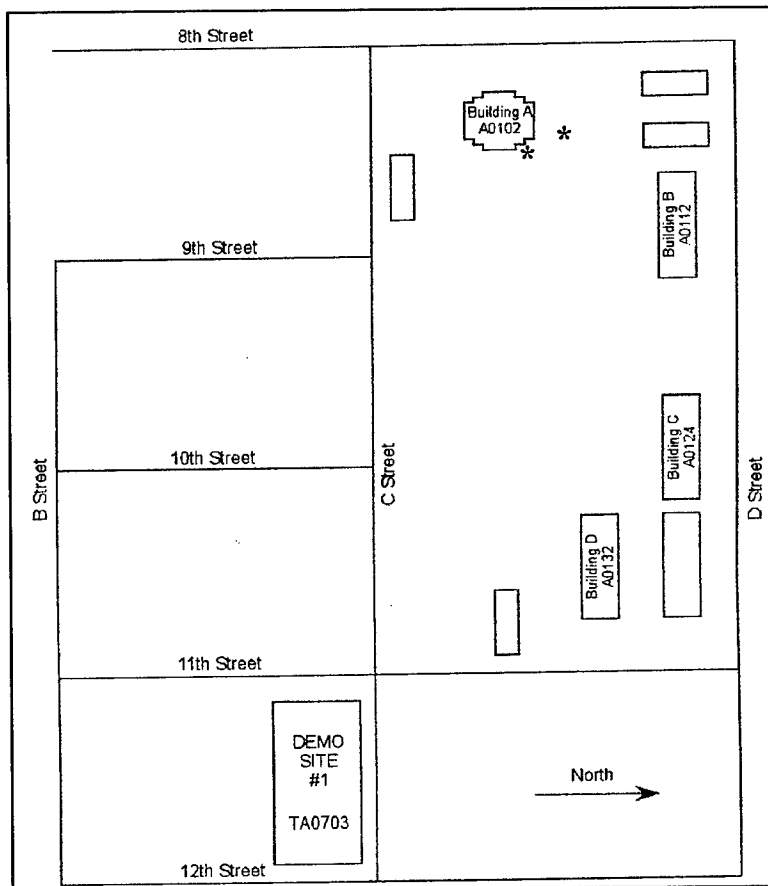 8th Street
Building A
A0102
*
*
Building B
A0112
9th Street
Building C
A0124
10th Street
B Street
C Street
D Street
Building D
A0132
11th Street
DEMO
SITE
#1
TA0703
North
12th Street